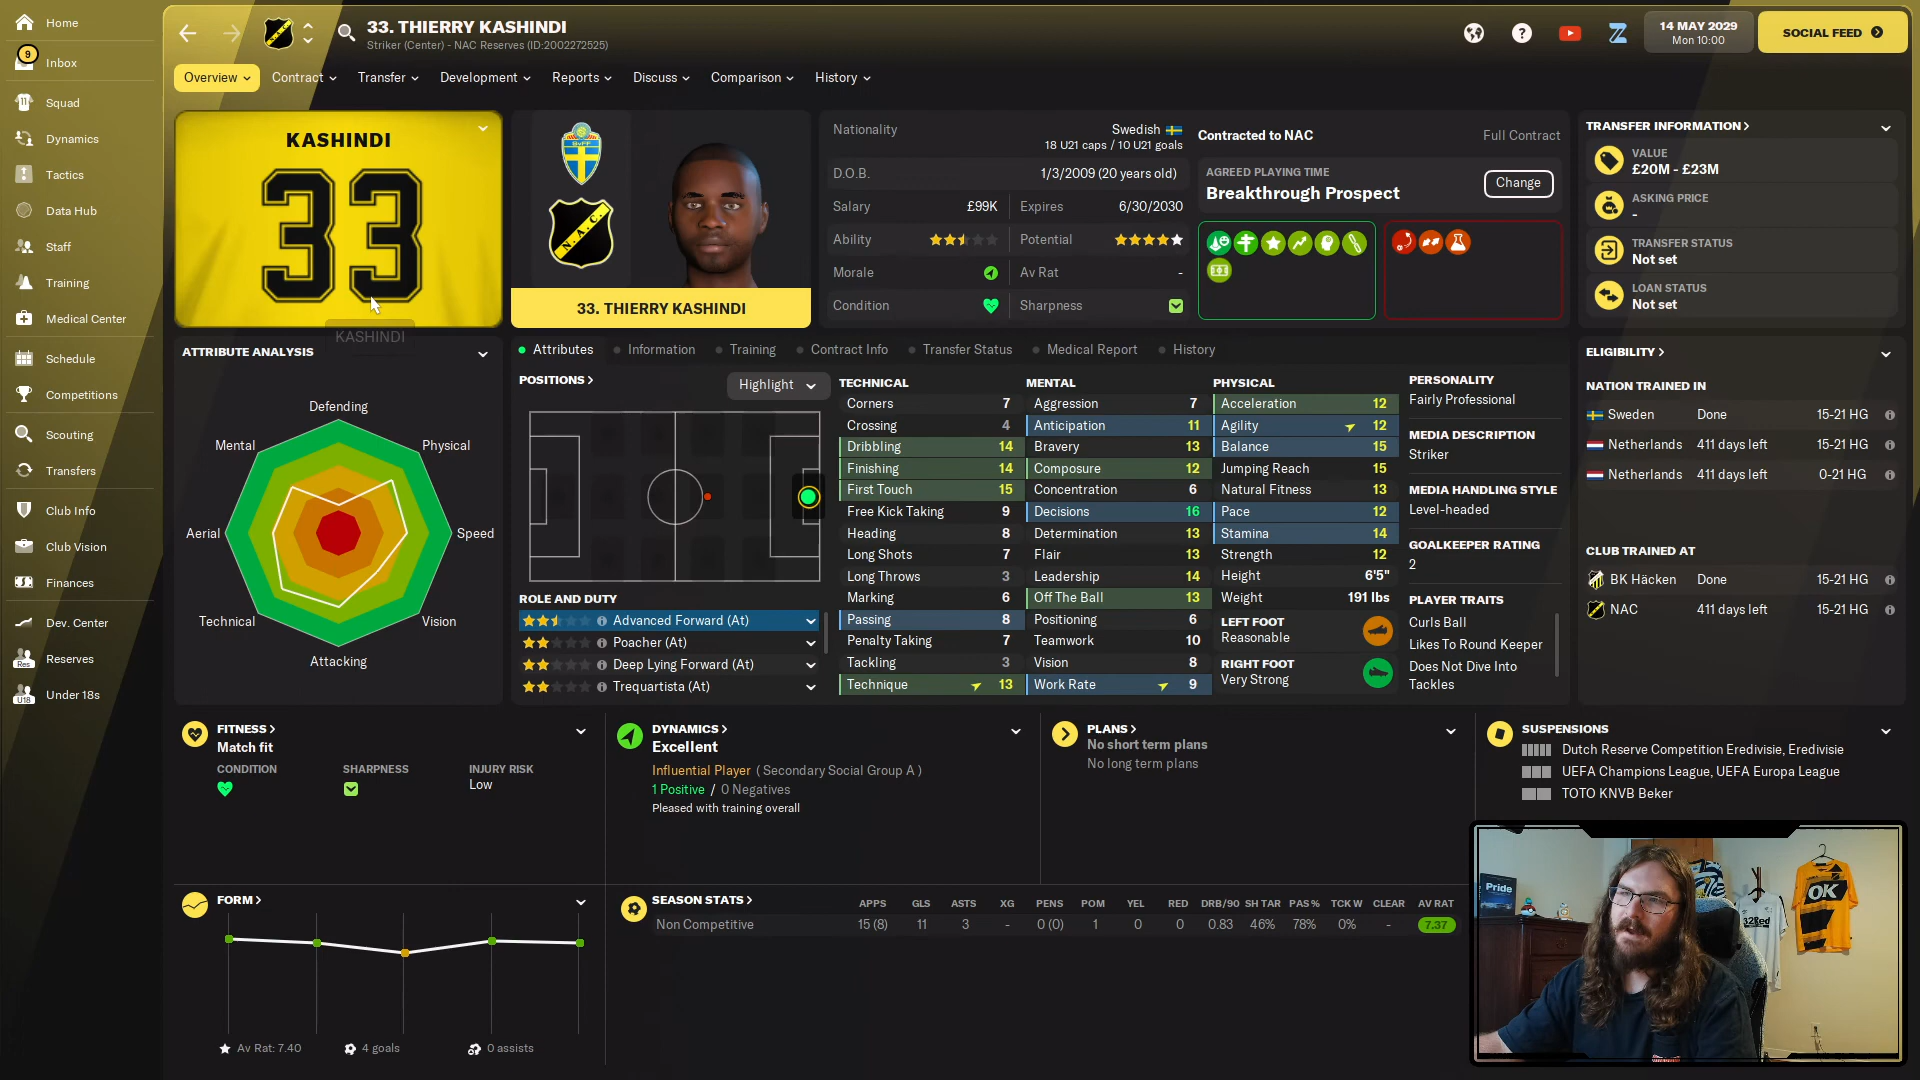 Home
9
Inbox
Squad
Dynamics
Tactics
Data Hub
Staff
Training
Medical Center
Schedule
Competitions
Scouting
Transfers
Club Info
Club Vision
Finances
Dev. Center
Res
Reserves
U18
Under 18s
33. THIERRY KASHINDI
Striker (Center) - NAC Reserves (ID:2002272525)
14 MAY 2029
Mon 10:00
SOCIAL FEED
Overview
Contract
Transfer
Development
Reports
Discuss
Comparison
History
KASHINDI
33
KASHINDI
N.A.C.
33. THIERRY KASHINDI
Nationality Swedish
18 U21 caps / 10 U21 goals
D.O.B. 1/3/2009 (20 years old)
Salary £99K Expires 6/30/2030
Ability Potential
Morale Av Rat -
Condition Sharpness
Contracted to NAC Full Contract
AGREED PLAYING TIME
Breakthrough Prospect
Change
TRANSFER INFORMATION >
VALUE
£20M - £23M
ASKING PRICE
-
TRANSFER STATUS
Not set
LOAN STATUS
Not set
ATTRIBUTE ANALYSIS
Defending
Mental Physical
Aerial Speed
Technical Vision
Attacking
Attributes Information Training Contract Info Transfer Status Medical Report History
POSITIONS > Highlight
ROLE AND DUTY
Advanced Forward (At)
Poacher (At)
Deep Lying Forward (At)
Trequartista (At)
TECHNICAL
Corners 7
Crossing 4
Dribbling 14
Finishing 14
First Touch 15
Free Kick Taking 9
Heading 8
Long Shots 7
Long Throws 3
Marking 6
Passing 8
Penalty Taking 7
Tackling 3
Technique 13
MENTAL
Aggression 7
Anticipation 11
Bravery 13
Composure 12
Concentration 6
Decisions 16
Determination 13
Flair 13
Leadership 14
Off The Ball 13
Positioning 6
Teamwork 10
Vision 8
Work Rate 9
PHYSICAL
Acceleration 12
Agility 12
Balance 15
Jumping Reach 15
Natural Fitness 13
Pace 12
Stamina 14
Strength 12
Height 6'5"
Weight 191 lbs
LEFT FOOT
Reasonable
RIGHT FOOT
Very Strong
PERSONALITY
Fairly Professional
MEDIA DESCRIPTION
Striker
MEDIA HANDLING STYLE
Level-headed
GOALKEEPER RATING
2
PLAYER TRAITS
Curls Ball
Likes To Round Keeper
Does Not Dive Into
Tackles
ELIGIBILITY >
NATION TRAINED IN
Sweden Done 15-21 HG
Netherlands 411 days left 15-21 HG
Netherlands 411 days left 0-21 HG
CLUB TRAINED AT
BK Häcken Done 15-21 HG
NAC 411 days left 15-21 HG
FITNESS >
Match fit
CONDITION SHARPNESS INJURY RISK
Low
DYNAMICS >
Excellent
Influential Player ( Secondary Social Group A )
1 Positive / 0 Negatives
Pleased with training overall
PLANS >
No short term plans
No long term plans
SUSPENSIONS
Dutch Reserve Competition Eredivisie, Eredivisie
UEFA Champions League, UEFA Europa League
TOTO KNVB Beker
FORM >
Av Rat: 7.40 4 goals 0 assists
SEASON STATS > APPS GLS ASTS XG PENS POM YEL RED DRB/90 SH TAR PAS % TCK W CLEAR AV RAT
Non Competitive 15 (8) 11 3 - 0 (0) 1 0 0 0.83 46% 78% 0% - 7.37
Pride
32Red
OK